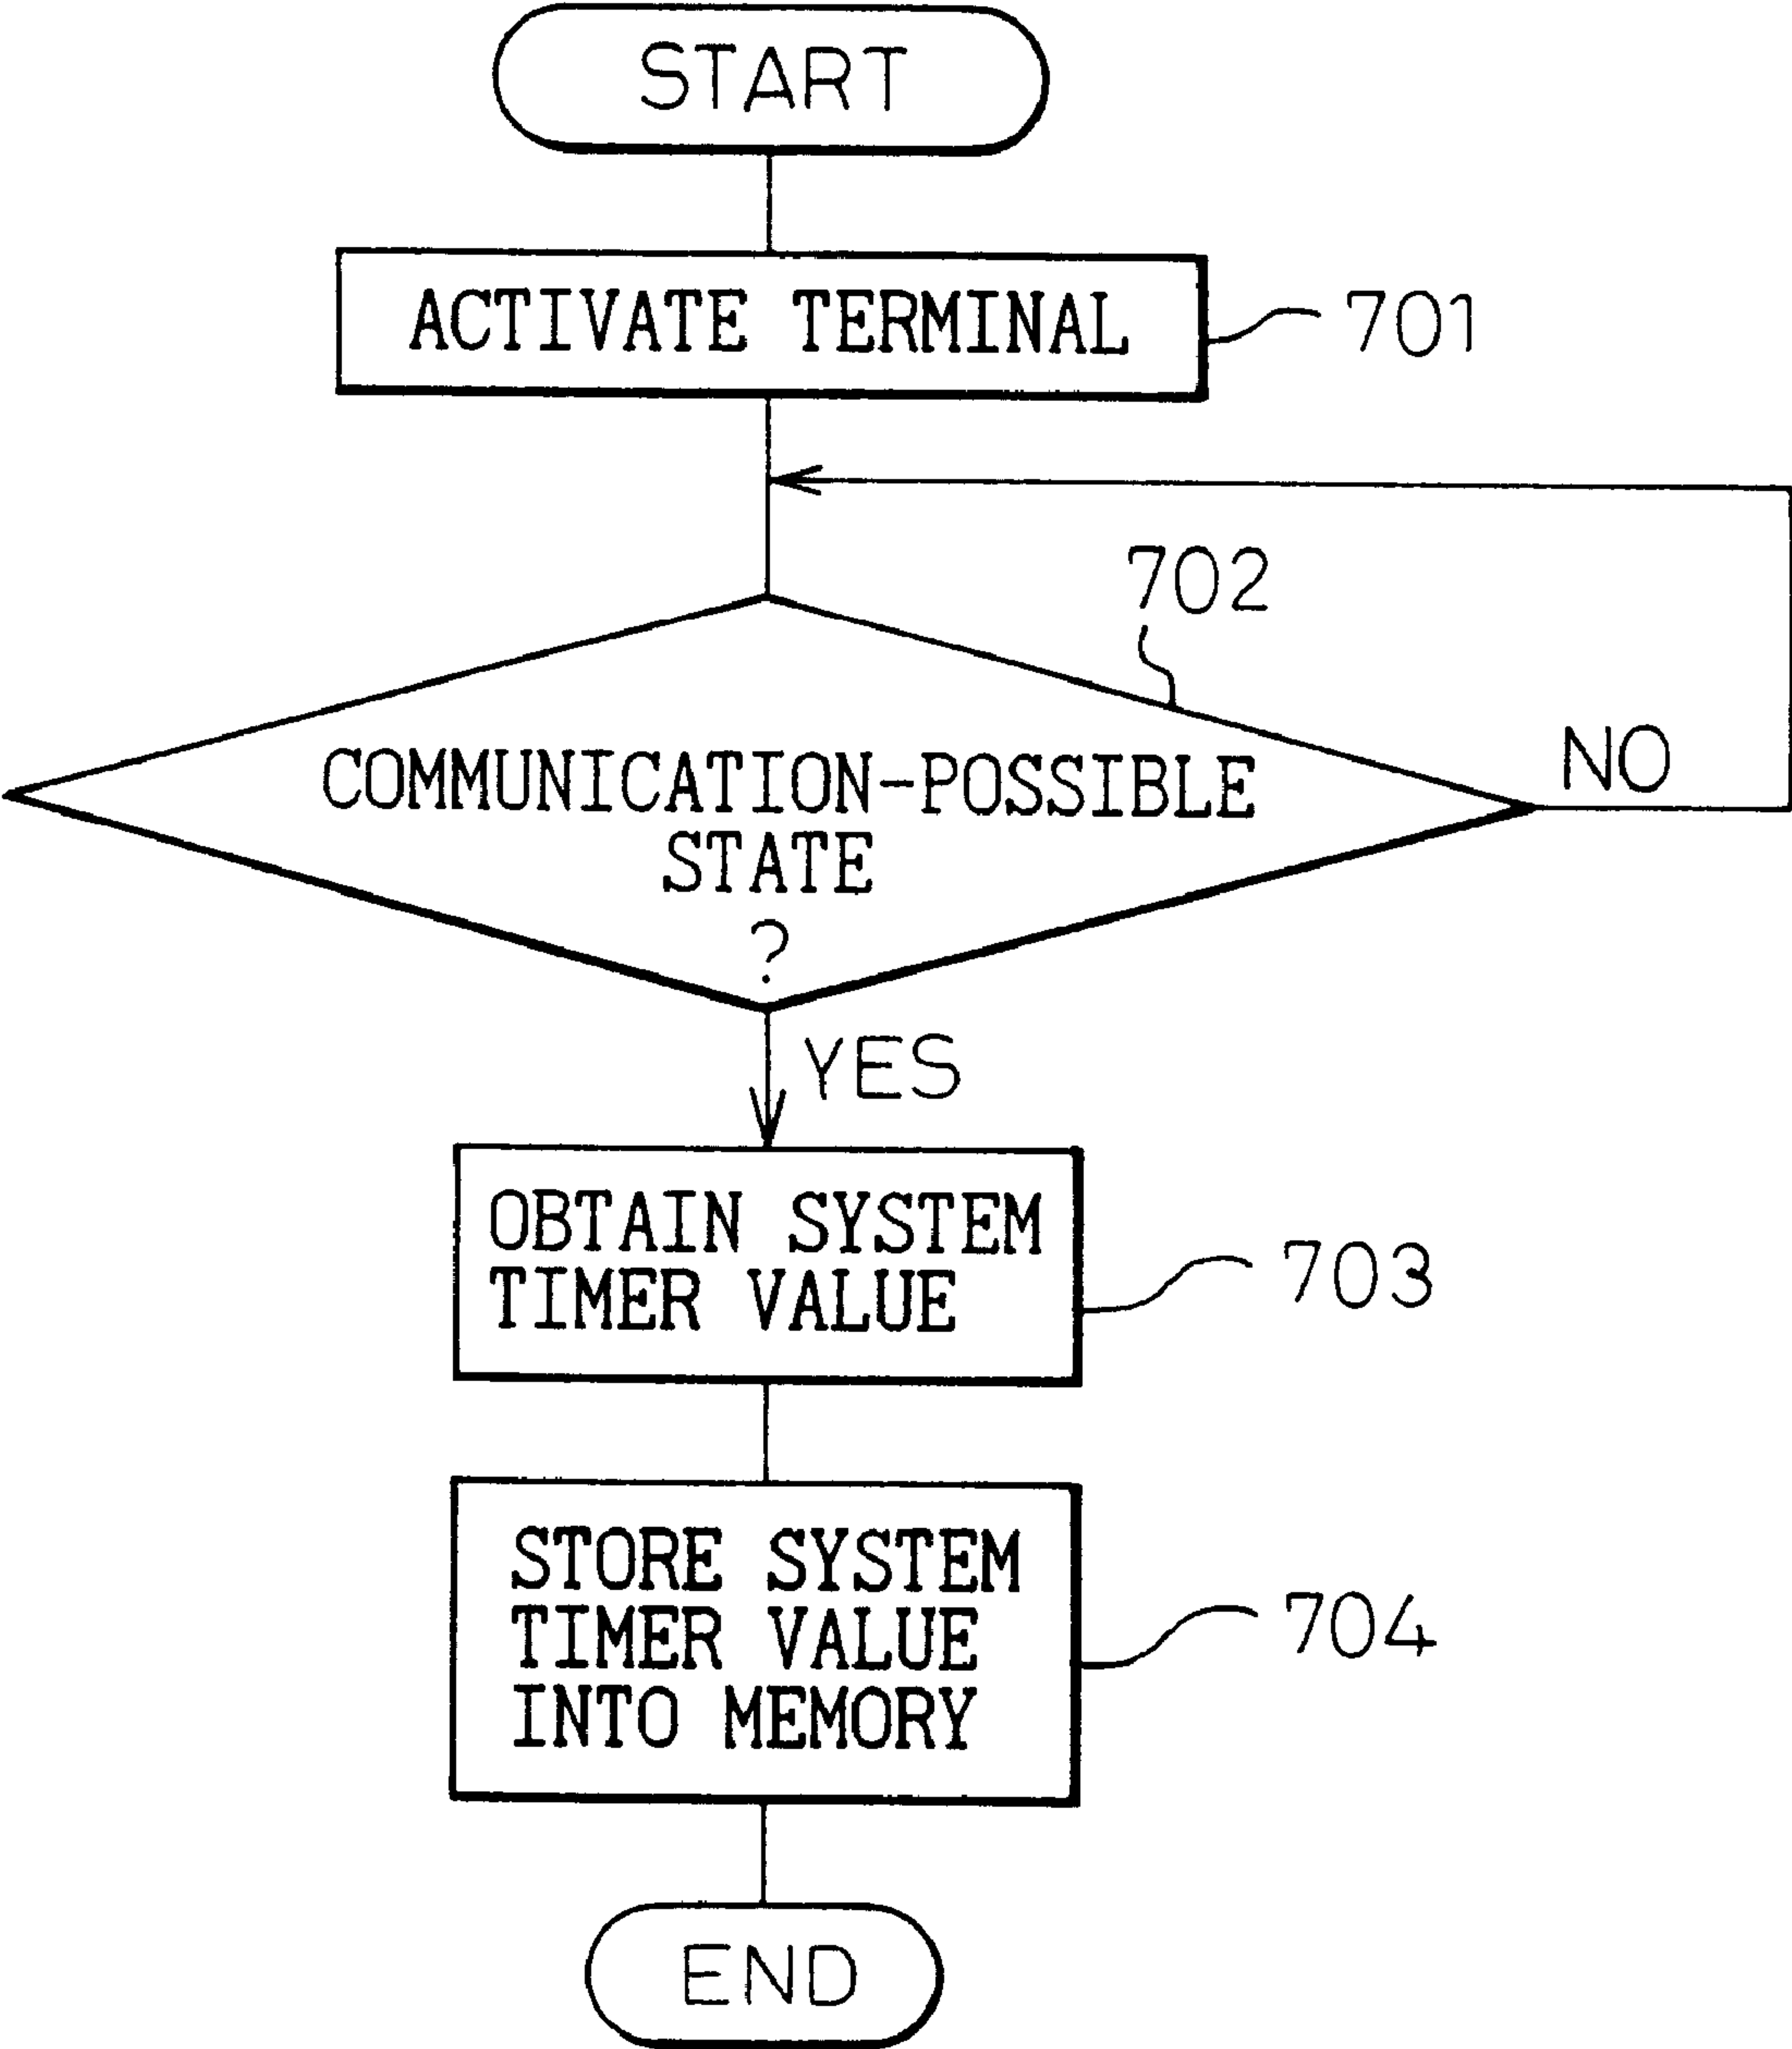 START
ACTIVATE TERMINAL
701
702
COMMUNICATION-POSSIBLE
STATE
?
NO
YES
OBTAIN SYSTEM
TIMER VALUE
703
STORE SYSTEM
TIMER VALUE
INTO MEMORY
704
END